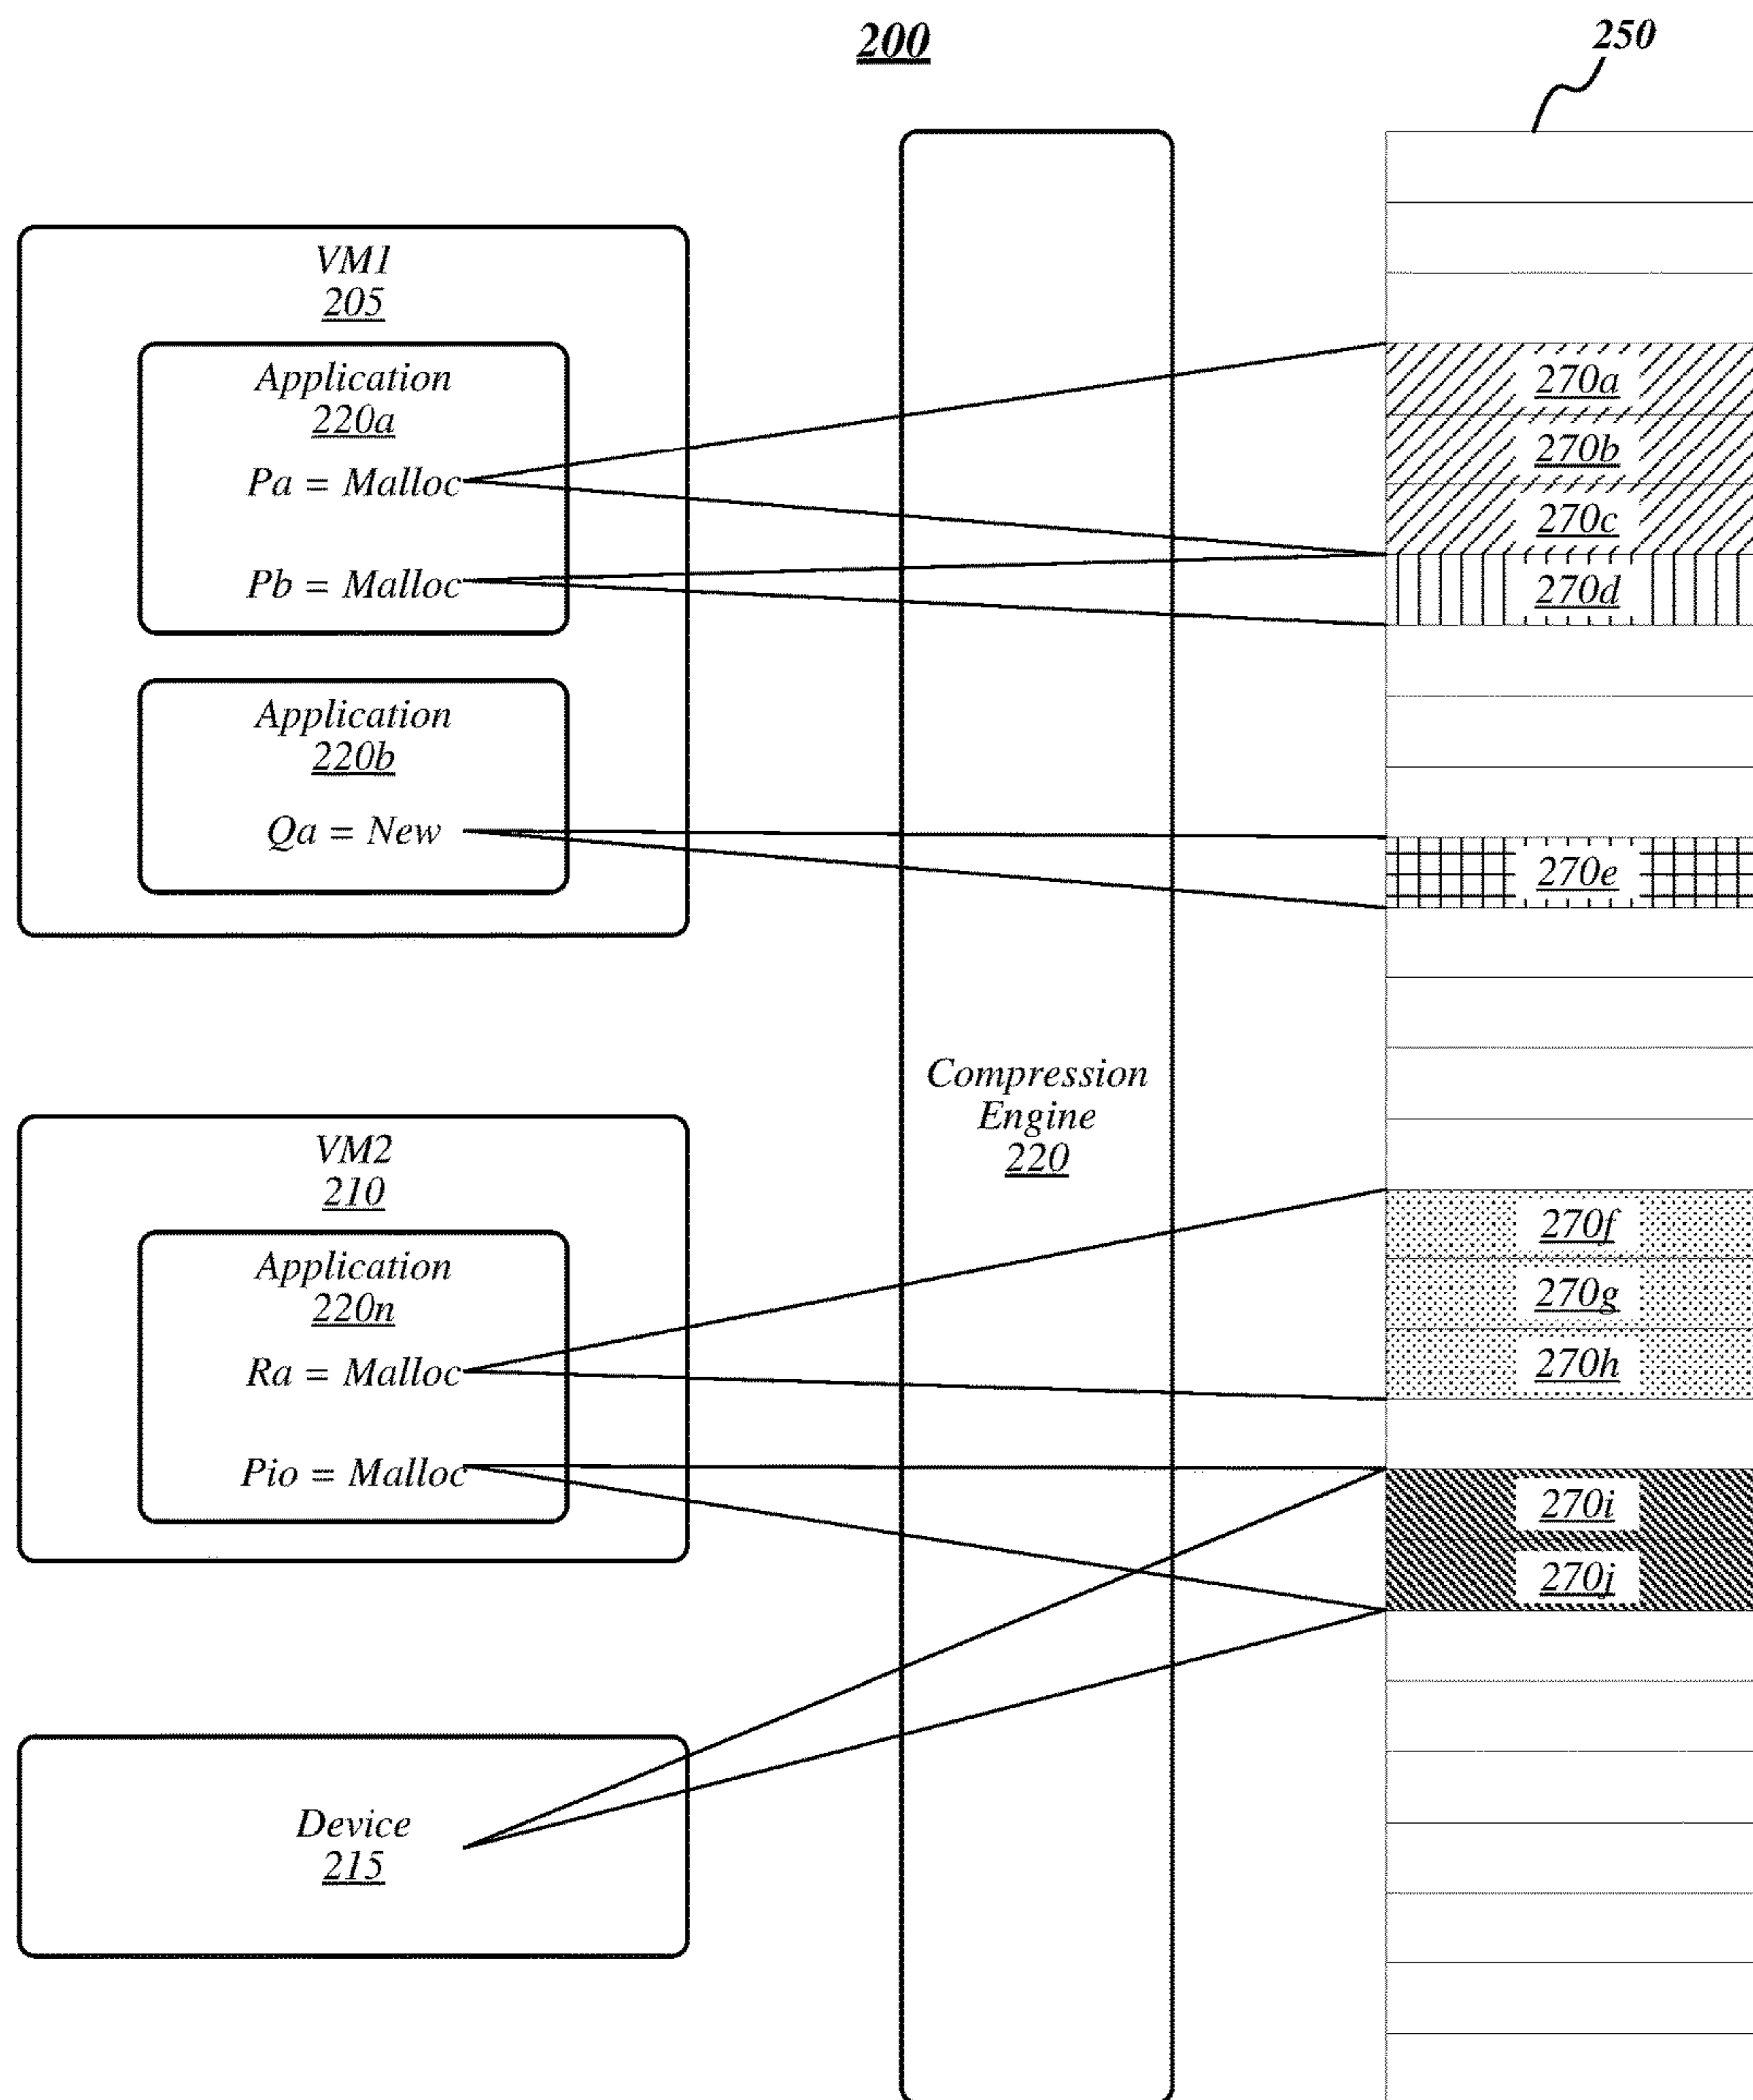 200
250
VM1
205
Application
220a
Pa = Malloc
Pb = Malloc
Application
220b
Qa = New
VM2
210
Application
220n
Ra = Malloc
Pio = Malloc
Device
215
Compression
Engine
220
270a
270b
270c
270d
270e
270f
270g
270h
270i
270j